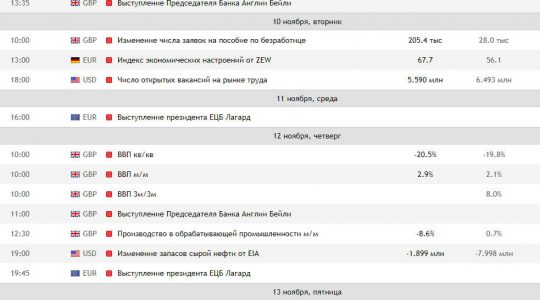 13:35 GBP Выступление Председателя Банка Англии Бейли
10 ноября, вторник
10:00 GBP Изменение числа заявок на пособие по безработице 205.4 тыс 28.0 тыс
13:00 EUR Индекс экономических настроений от ZEW 67.7 56.1
18:00 USD Число открытых вакансий на рынке труда 5.590 млн 6.493 млн
11 ноября, среда
16:00 EUR Выступление президента ЕЦБ Лагард
12 ноября, четверг
10:00 GBP ВВП кв/кв -20.5% -19.8%
10:00 GBP ВВП м/м 2.9% 2.1%
10:00 GBP ВВП 3м/3м 8.0%
11:00 GBP Выступление Председателя Банка Англии Бейли
12:30 GBP Производство в обрабатывающей промышленности м/м -8.6% 0.7%
19:00 USD Изменение запасов сырой нефти от EIA -1.899 млн -7.998 млн
19:45 EUR Выступление президента ЕЦБ Лагард
13 ноября, пятница